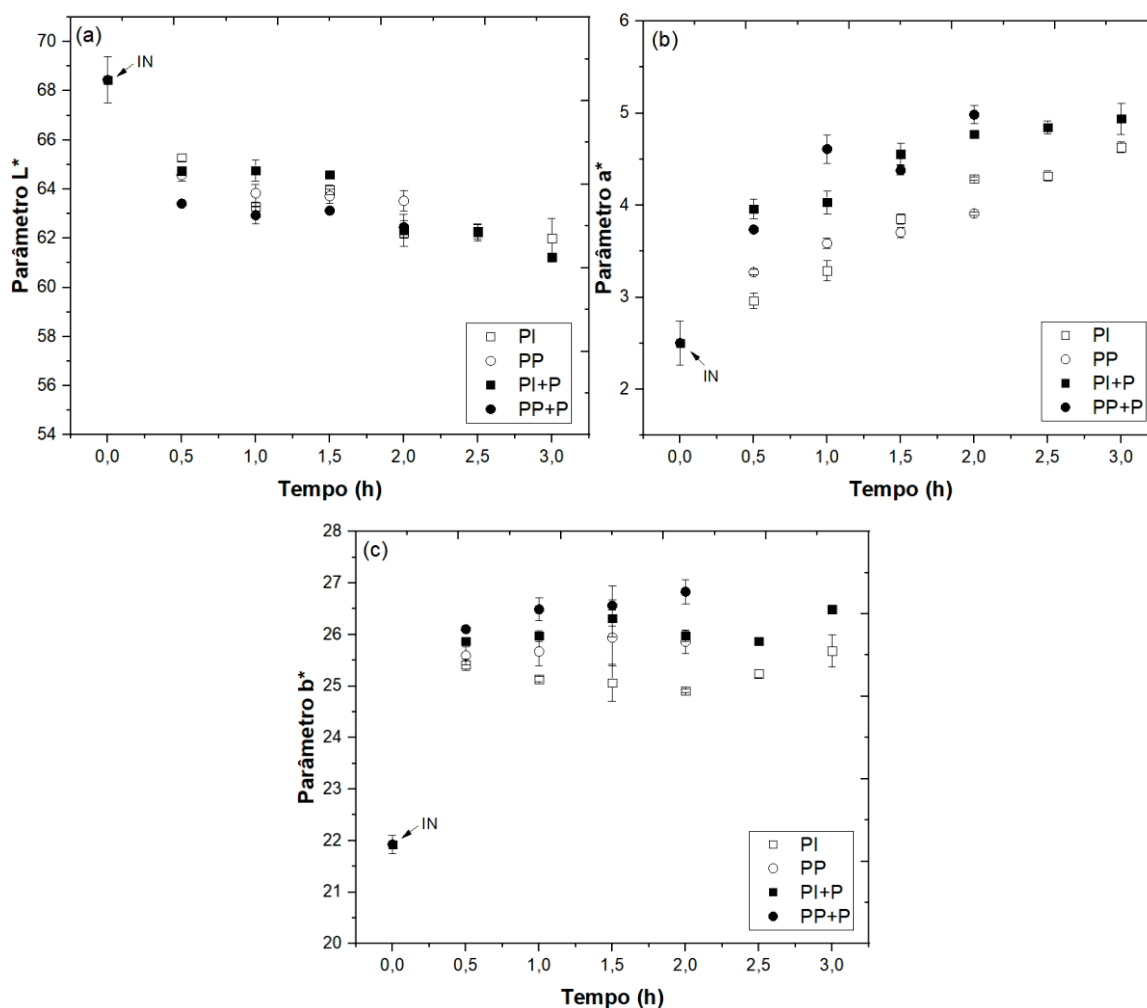 (a)
Parâmetro L*
70
68
66
64
62
60
58
56
54
IN
PI
PP
PI+P
PP+P
0,0 0,5 1,0 1,5 2,0 2,5 3,0
Tempo (h)
(b)
Parâmetro a*
6
5
4
3
2
IN
PI
PP
PI+P
PP+P
0,0 0,5 1,0 1,5 2,0 2,5 3,0
Tempo (h)
(c)
Parâmetro b*
28
27
26
25
24
23
22
21
20
IN
PI
PP
PI+P
PP+P
0,0 0,5 1,0 1,5 2,0 2,5 3,0
Tempo (h)